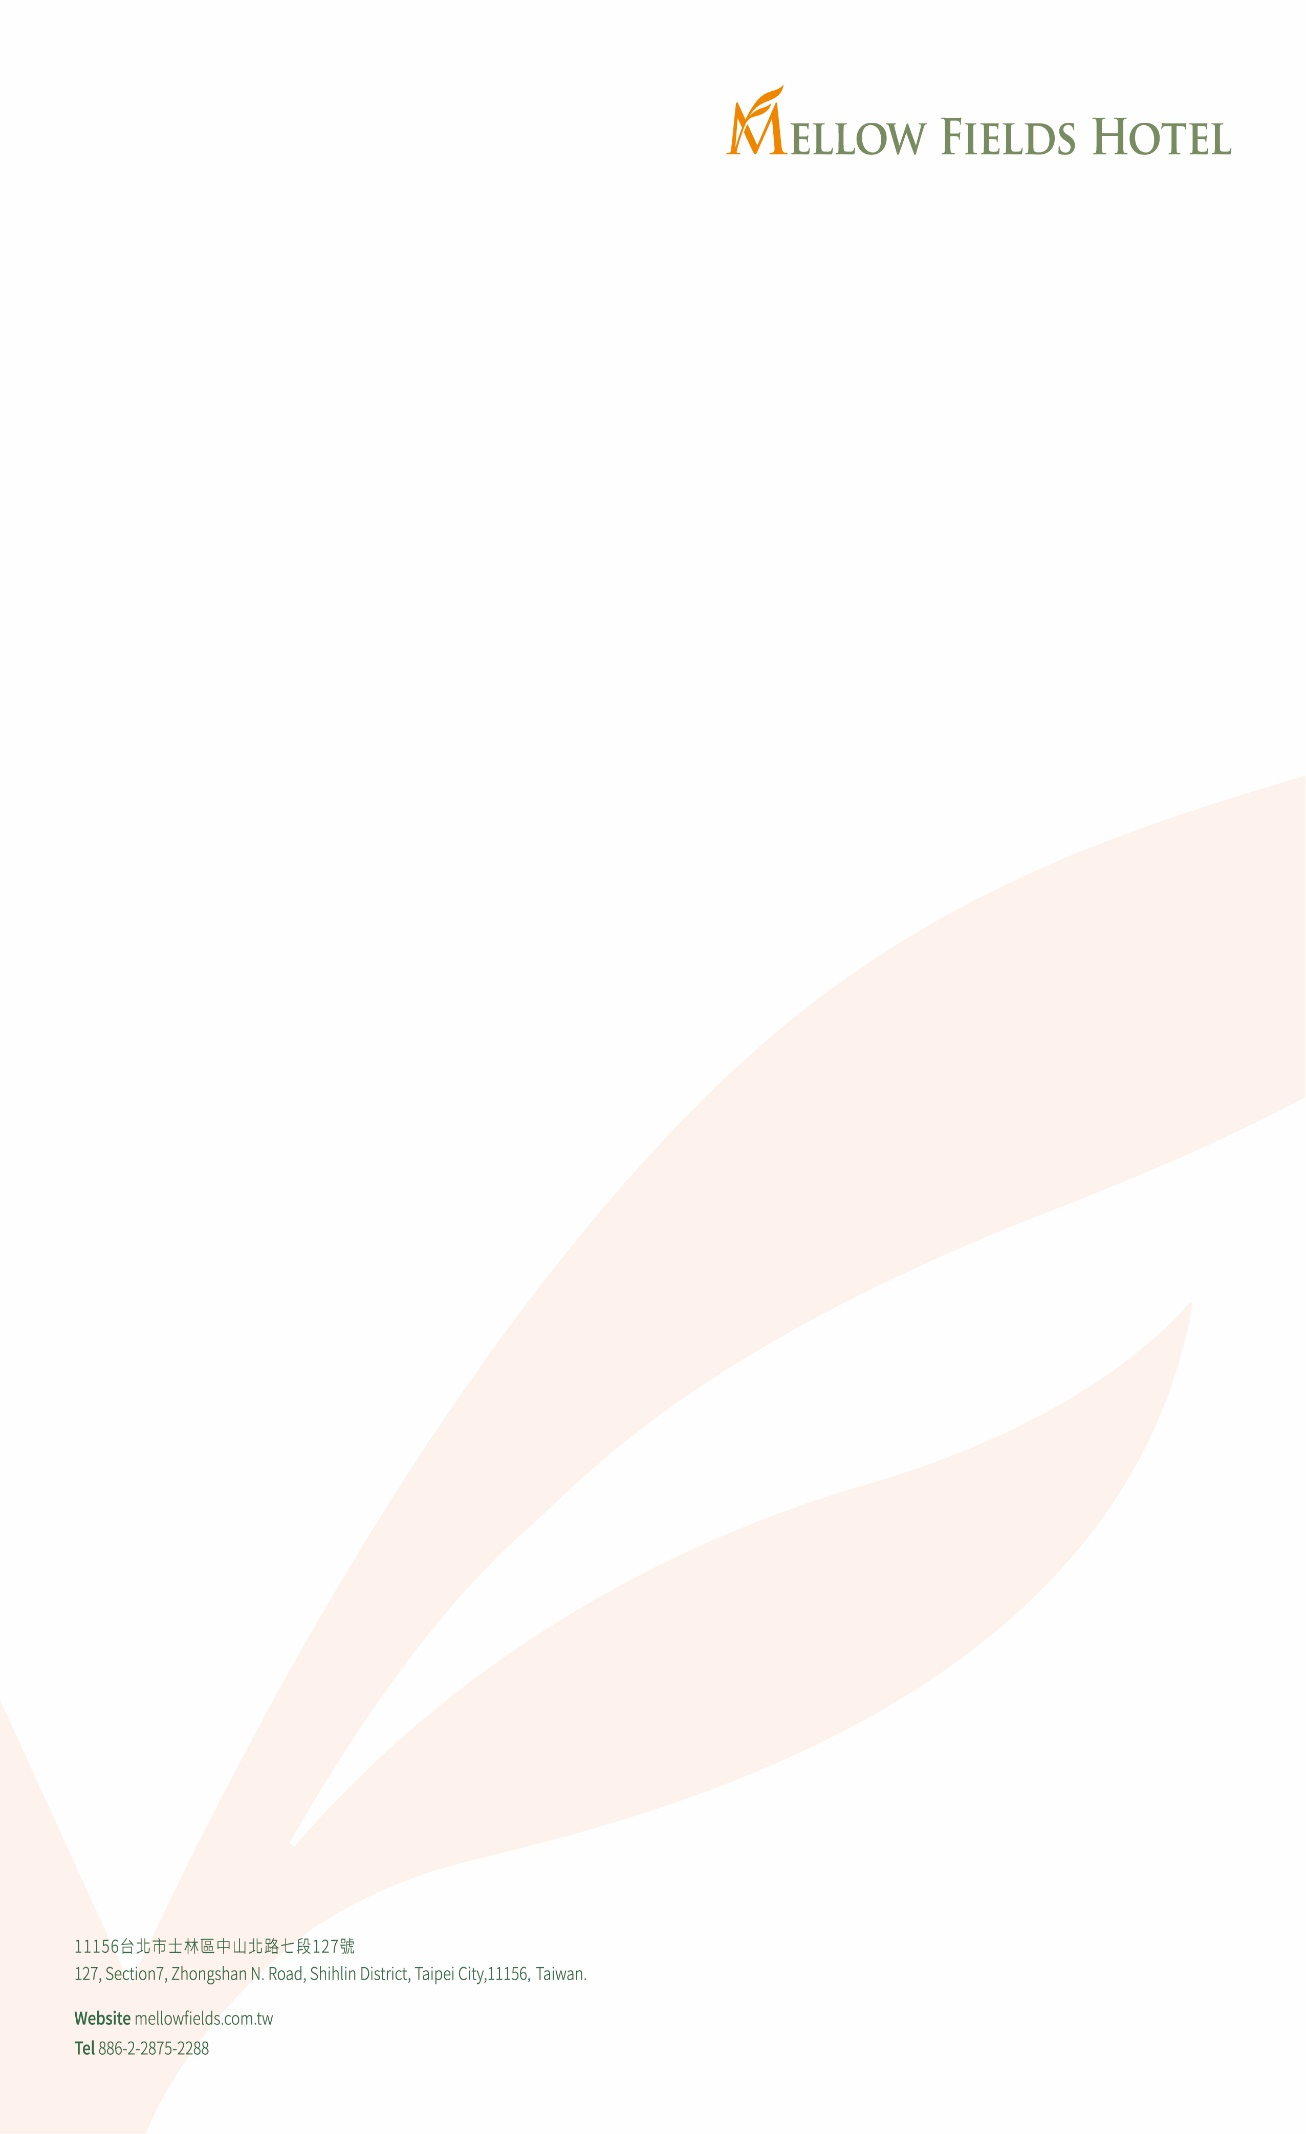 MELLOW FIELDS HOTEL
11156台北市士林區中山北路七段127號
127, Section7, Zhongshan N. Road, Shihlin District, Taipei City,11156, Taiwan.
Website mellowfields.com.tw
Tel 886-2-2875-2288